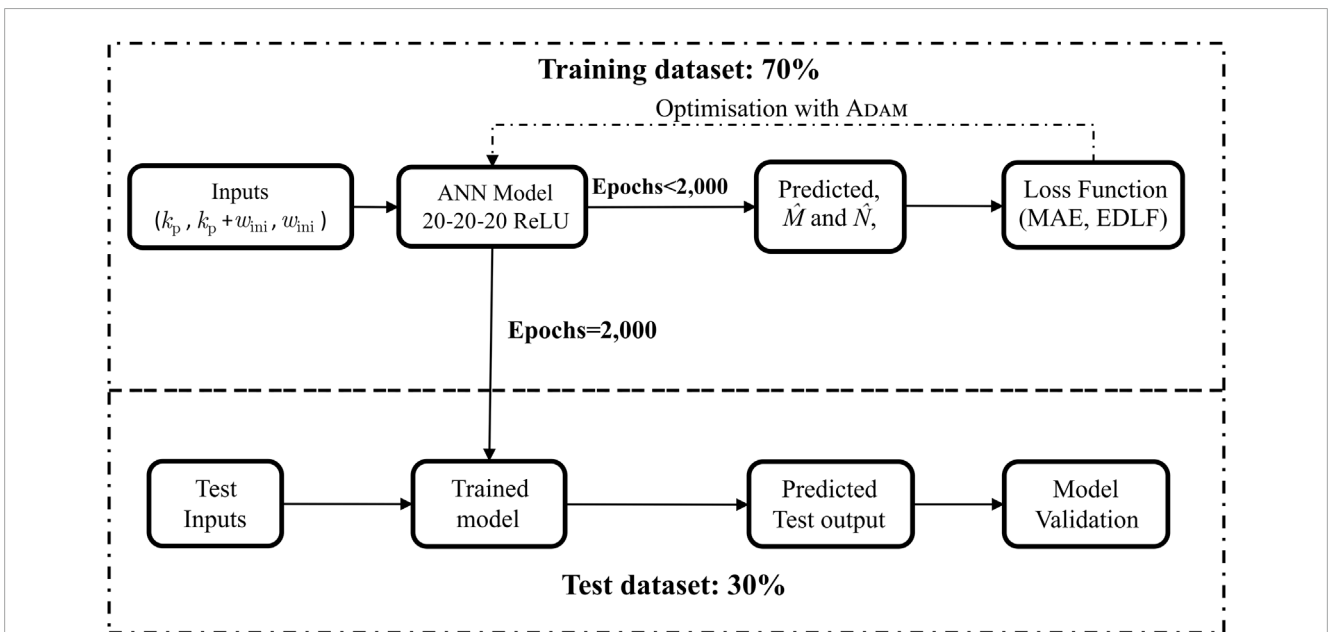 Training dataset: 70%
Optimisation with ADAM
Inputs
(kp, kp+wini, wini)
ANN Model
20-20-20 ReLU
Epochs<2,000
Predicted,
M̂ and N̂,
Loss Function
(MAE, EDLF)
Epochs=2,000
Test
Inputs
Trained
model
Predicted
Test output
Model
Validation
Test dataset: 30%